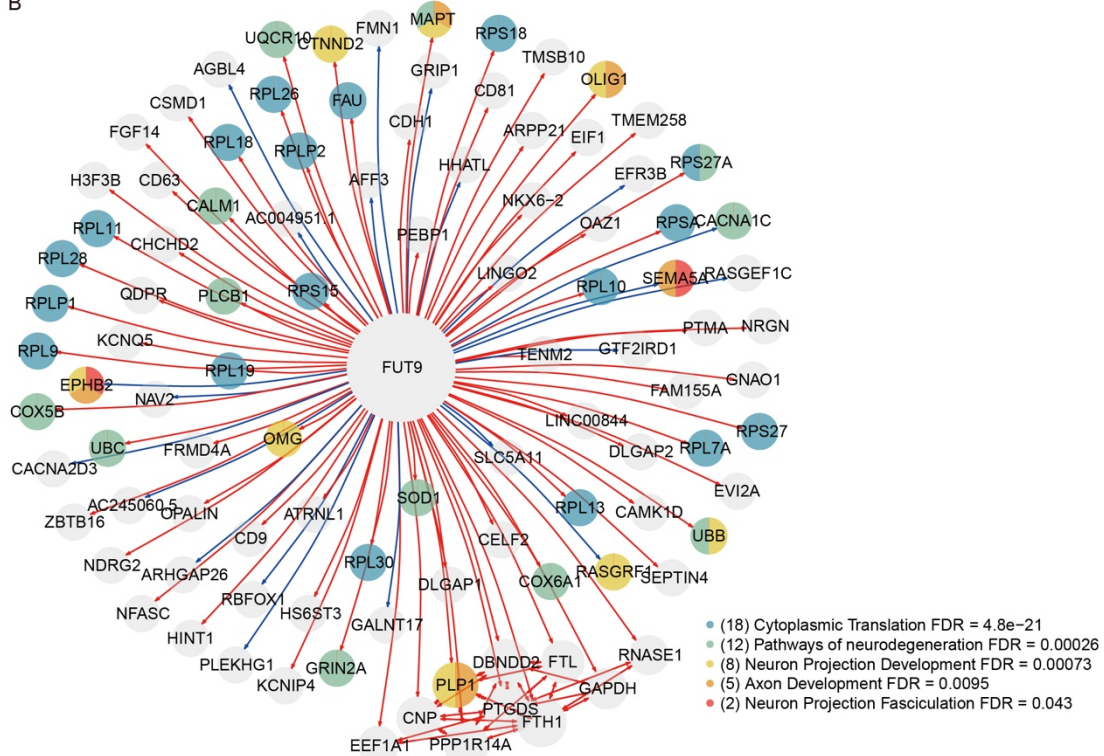 B
MAPT
FMN1
RPS18
UQCR10
CTNND2
TMSB10
AGBL4
GRIP1
OLIG1
RPL26
CD81
FAU
CSMD1
TMEM258
CDH1
ARPP21
FGF14
EIF1
RPL18
RPLP2
HHATL
RPS27A
EFR3B
H3F3B
CD63
AFF3
NKX6−2
CALM1
AC004951.1
OAZ1
RPSA
CACNA1C
RPL11
PEBP1
CHCHD2
RPL28
LINGO2
SEMA5A
RASGEF1C
RPL10
QDPR
PLCB1
RPS15
RPLP1
PTMA
NRGN
KCNQ5
GTF2IRD1
RPL9
TENM2
FUT9
RPL19
GNAO1
EPHB2
FAM155A
NAV2
COX5B
LINC00844
RPS27
OMG
UBC
FRMD4A
RPL7A
DLGAP2
SLC5A11
CACNA2D3
EVI2A
SOD1
AC245060.5
OPALIN
ATRNL1
RPL13
CAMK1D
ZBTB16
CD9
CELF2
UBB
RPL30
NDRG2
ARHGAP26
RASGRF1
SEPTIN4
DLGAP1
COX6A1
RBFOX1
NFASC
HS6ST3
GALNT17
HINT1
RNASE1
PLEKHG1
GRIN2A
DBNDD2
FTL
KCNIP4
PLP1
GAPDH
PTGDS
CNP
FTH1
EEF1A1
PPP1R14A
(18) Cytoplasmic Translation FDR = 4.8e−21
(12) Pathways of neurodegeneration FDR = 0.00026
(8) Neuron Projection Development FDR = 0.00073
(5) Axon Development FDR = 0.0095
(2) Neuron Projection Fasciculation FDR = 0.043